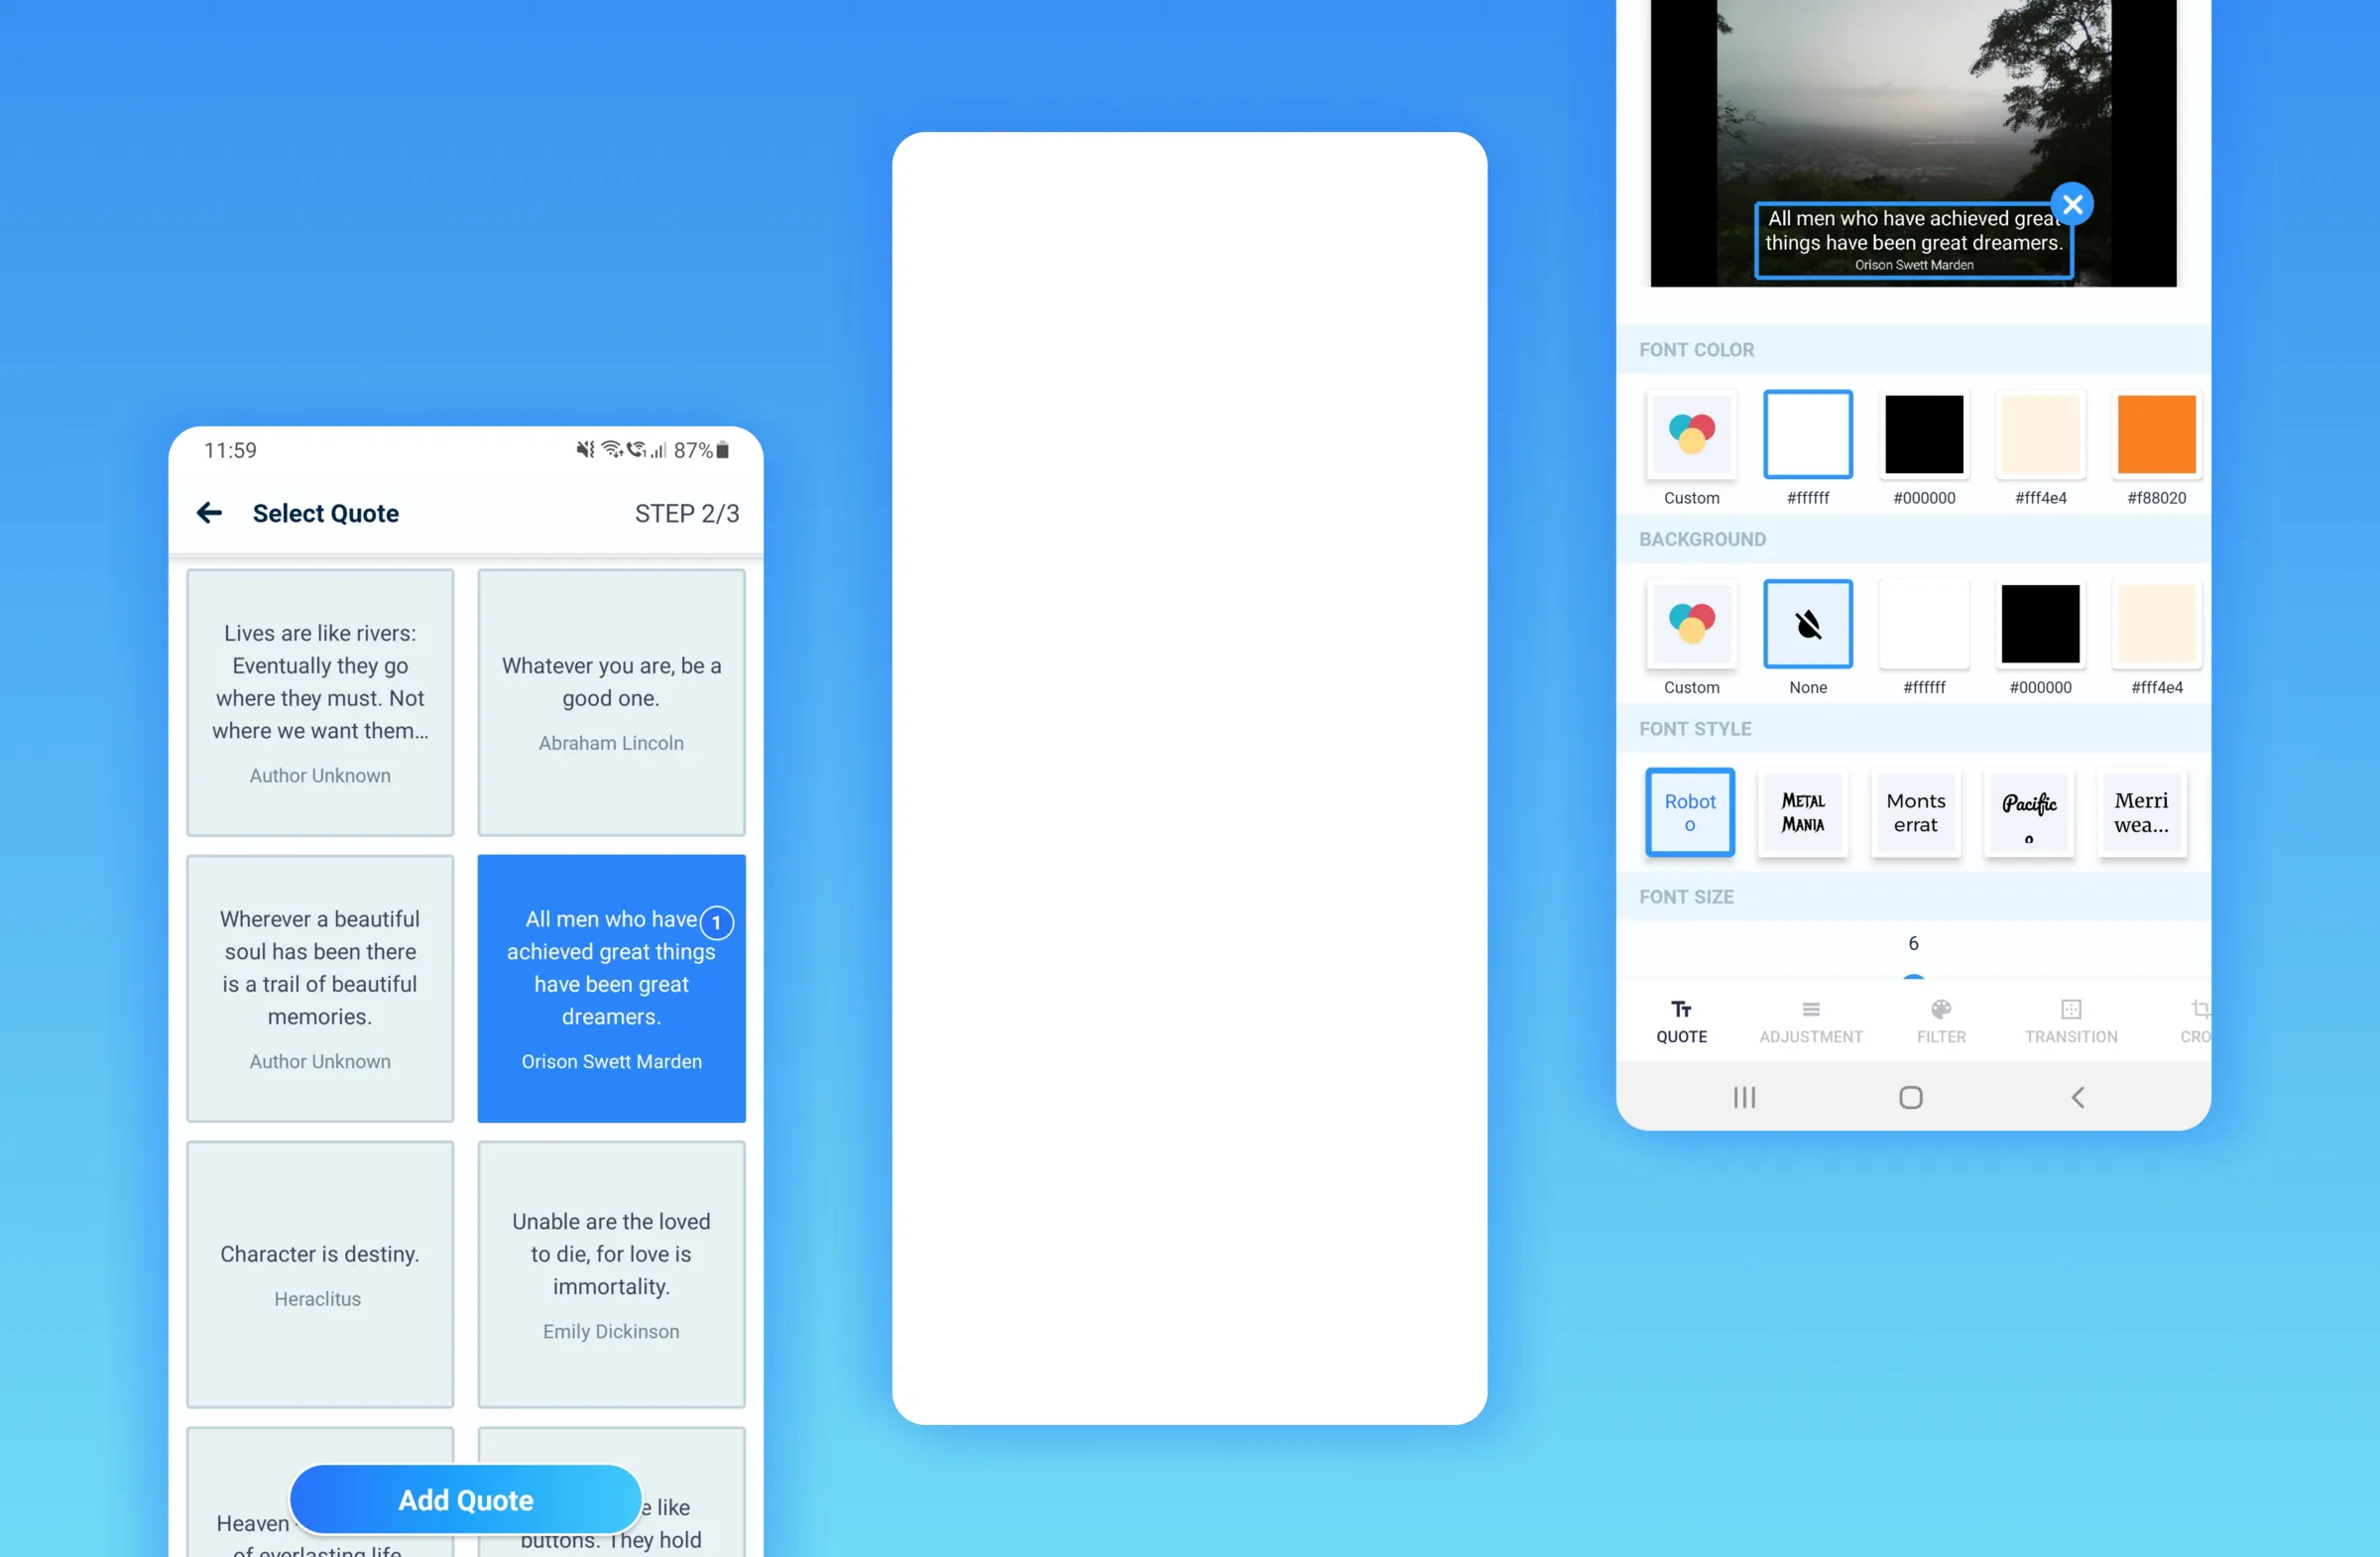 11:59
87%
Select Quote
STEP 2/3
Lives are like rivers:
Eventually they go
where they must. Not
where we want them...
Author Unknown
Whatever you are, be a
good one.
Abraham Lincoln
Wherever a beautiful
soul has been there
is a trail of beautiful
memories.
Author Unknown
All men who have
1
achieved great things
have been great
dreamers.
Orison Swett Marden
Character is destiny.
Heraclitus
Unable are the loved
to die, for love is
immortality.
Emily Dickinson
Heaven
of everlasting life
e like
buttons. They hold
Add Quote
All men who have achieved great
things have been great dreamers.
Orison Swett Marden
FONT COLOR
Custom
#ffffff
#000000
#fff4e4
#f88020
BACKGROUND
Custom
None
#ffffff
#000000
#fff4e4
FONT STYLE
Robot
o
METAL
MANIA
Monts
errat
Pacific
o
Merri
wea...
FONT SIZE
6
QUOTE
ADJUSTMENT
FILTER
TRANSITION
CRO